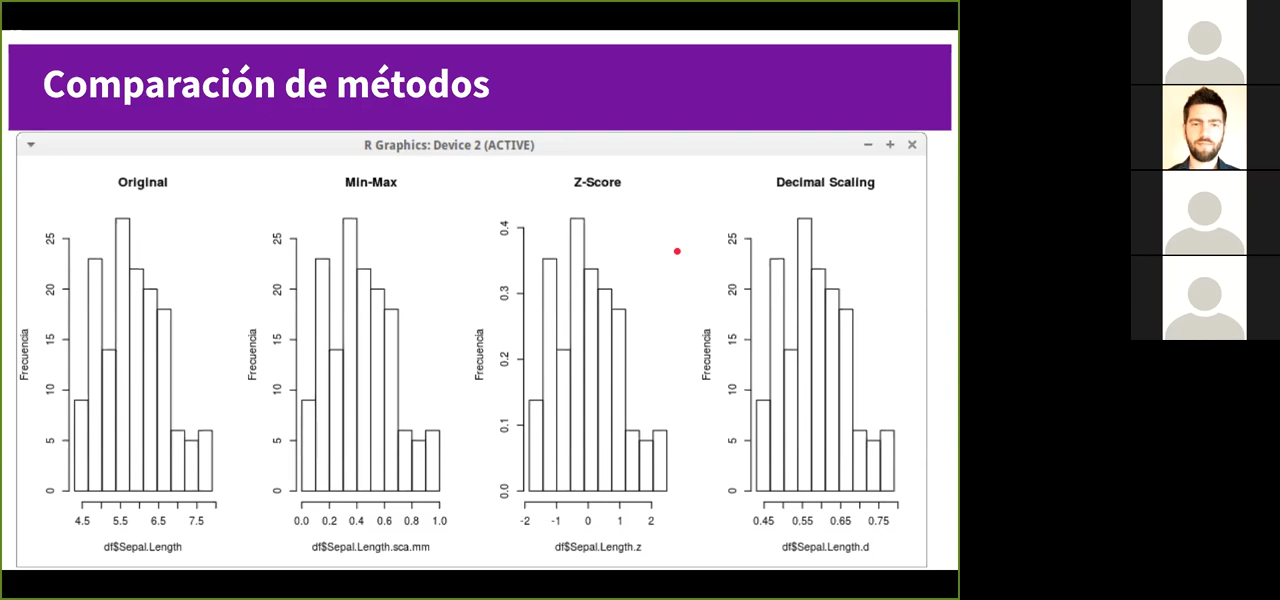 Comparación de métodos
R Graphics: Device 2 (ACTIVE)
Original
Frecuencia
0 5 10 15 20 25
4.5 5.5 6.5 7.5
df$Sepal.Length
Min-Max
Frecuencia
0 5 10 15 20 25
0.0 0.2 0.4 0.6 0.8 1.0
df$Sepal.Length.sca.mm
Z-Score
Frecuencia
0.0 0.1 0.2 0.3 0.4
-2 -1 0 1 2
df$Sepal.Length.z
Decimal Scaling
Frecuencia
0 5 10 15 20 25
0.45 0.55 0.65 0.75
df$Sepal.Length.d